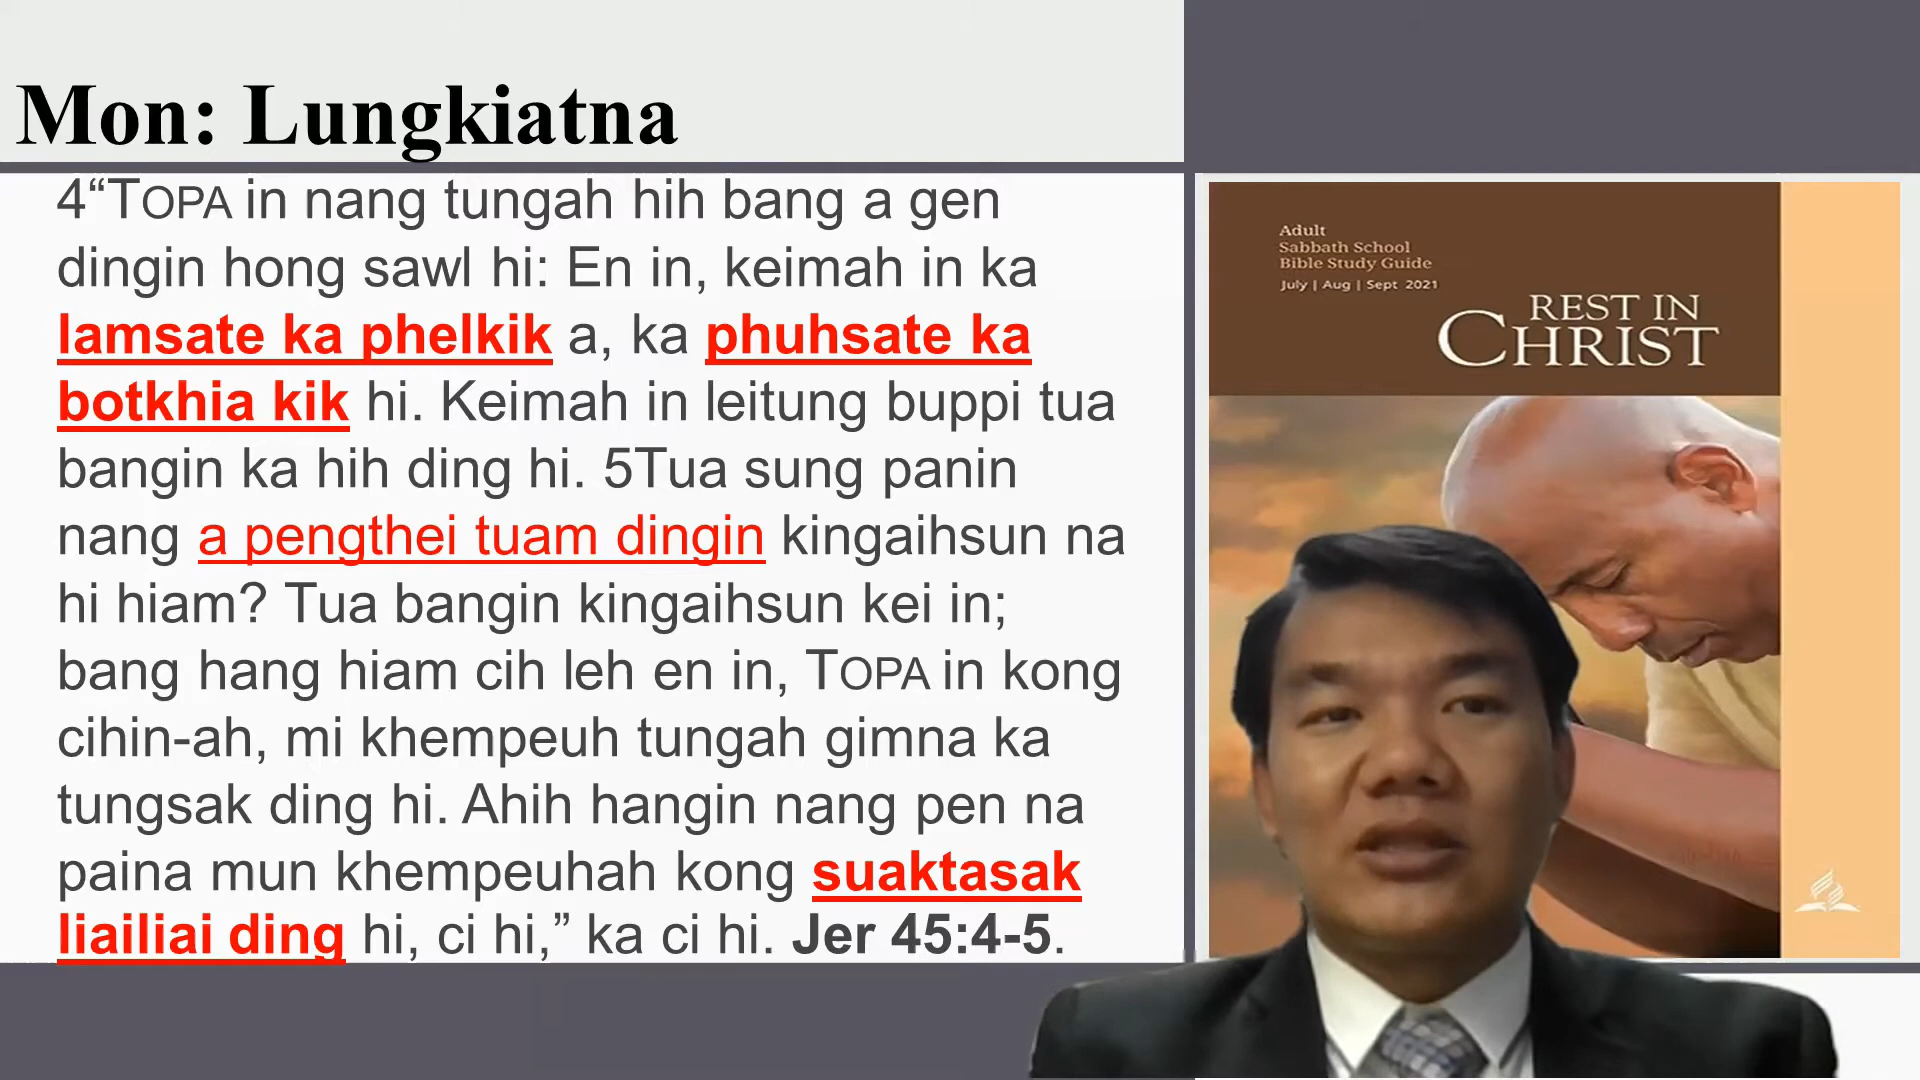 Mon: Lungkiatna
4“TOPA in nang tungah hih bang a gen
dingin hong sawl hi: En in, keimah in ka
lamsate ka phelkik a, ka phuhsate ka
botkhia kik hi. Keimah in leitung buppi tua
bangin ka hih ding hi. 5Tua sung panin
nang a pengthei tuam dingin kingaihsun na
hi hiam? Tua bangin kingaihsun kei in;
bang hang hiam cih leh en in, TOPA in kong
cihin-ah, mi khempeuh tungah gimna ka
tungsak ding hi. Ahih hangin nang pen na
paina mun khempeuhah kong suaktasak
liailiai ding hi, ci hi,” ka ci hi. Jer 45:4-5.
Adult
Sabbath School
Bible Study Guide
July | Aug | Sept 2021
REST IN
CHRIST